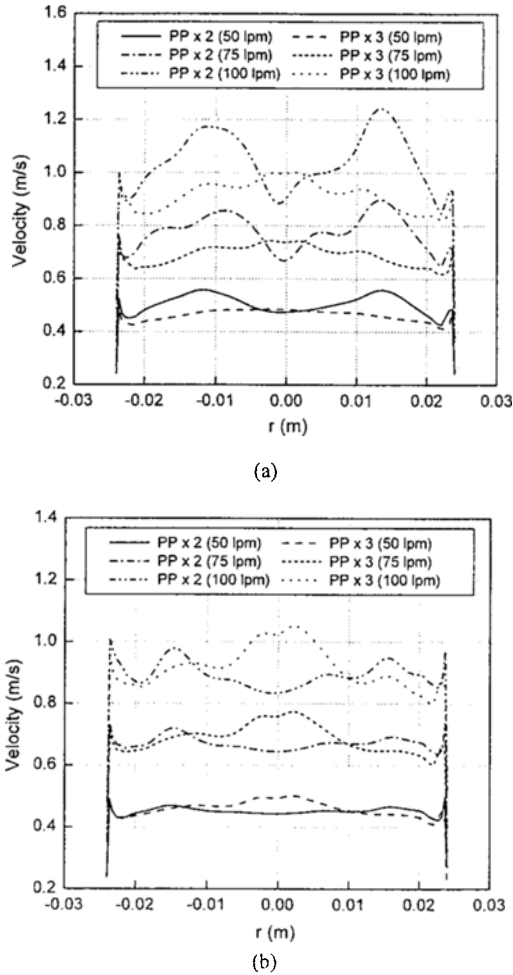 1.6
1.4
1.2
1.0
0.8
0.6
0.4
0.2
Velocity (m/s)
PP x 2 (50 lpm) PP x 3 (50 lpm)
PP x 2 (75 lpm) PP x 3 (75 lpm)
PP x 2 (100 lpm) PP x 3 (100 lpm)
-0.03 -0.02 -0.01 0.00 0.01 0.02 0.03
r (m)
(a)
1.4
1.2
1.0
0.8
0.6
0.4
0.2
Velocity (m/s)
PP x 2 (50 lpm) PP x 3 (50 lpm)
PP x 2 (75 lpm) PP x 3 (75 lpm)
PP x 2 (100 lpm) PP x 3 (100 lpm)
-0.03 -0.02 -0.01 0.00 0.01 0.02 0.03
r (m)
(b)